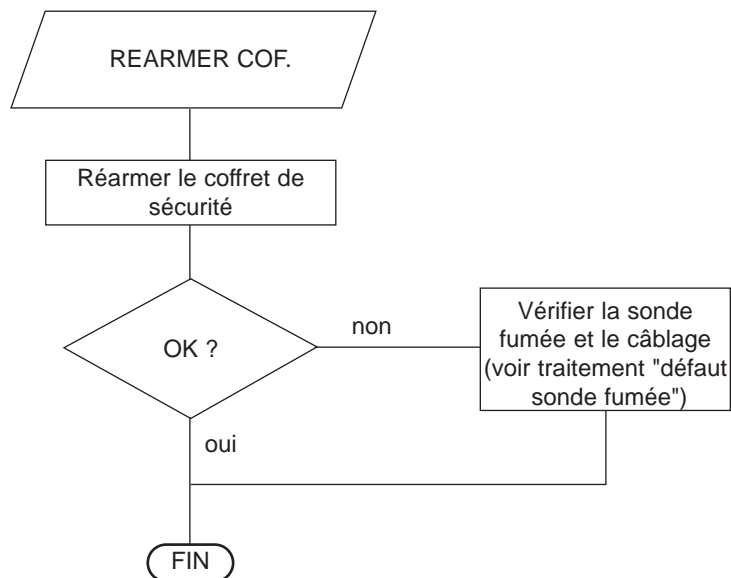 REARMER COF.
Réarmer le coffret de
sécurité
OK ?
non
Vérifier la sonde
fumée et le câblage
(voir traitement "défaut
sonde fumée")
oui
FIN